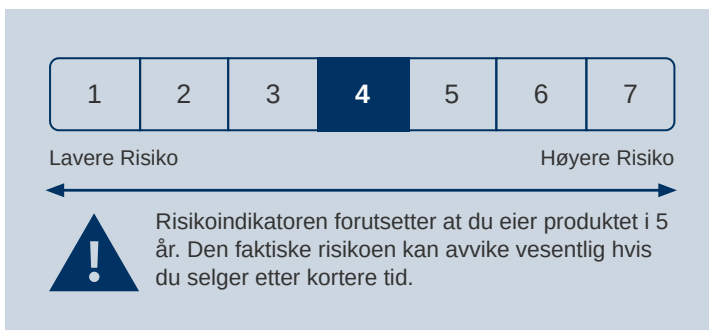 1 2 3 4 5 6 7
Lavere Risiko Høyere Risiko
Risikoindikatoren forutsetter at du eier produktet i 5
år. Den faktiske risikoen kan avvike vesentlig hvis
du selger etter kortere tid.